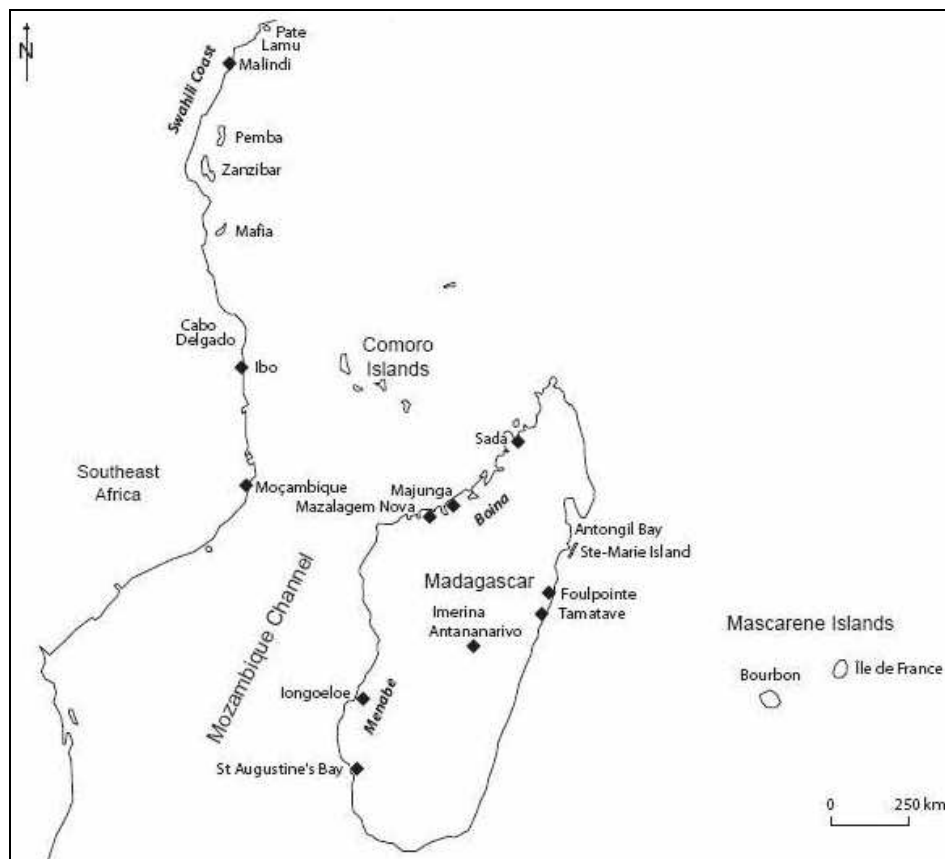 Pate
Lamu
N
Malindi
Swahili Coast
Pemba
Zanzibar
Mafia
Cabo
Delgado
Ibo
Comoro
Islands
Sada
Southeast
Africa
Moçambique
Majunga
Mazalagem Nova
Boina
Antongil Bay
Ste-Marie Island
Madagascar
Foulpointe
Tamatave
Imerina
Antananarivo
Mozambique Channel
Mascarene Islands
Bourbon
Île de France
Iongoeloe
Menabe
St Augustine's Bay
0 250 km